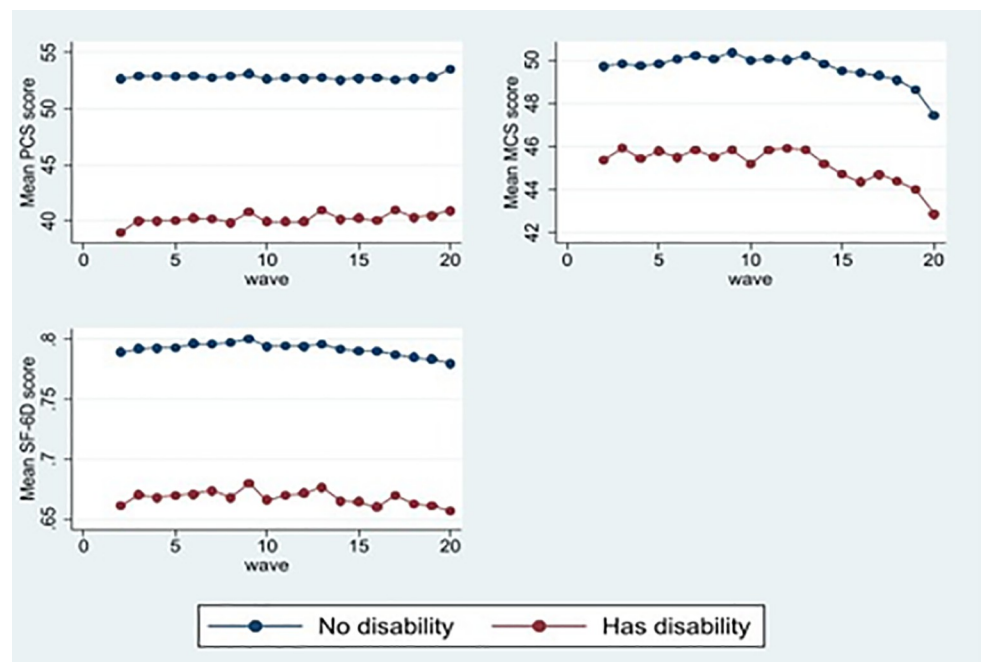 Mean PCS score
55
50
45
40
0 5 10 15 20
wave
Mean MCS score
50
48
46
44
42
0 5 10 15 20
wave
Mean SF-6D score
.8
.75
.7
.65
0 5 10 15 20
wave
No disability Has disability